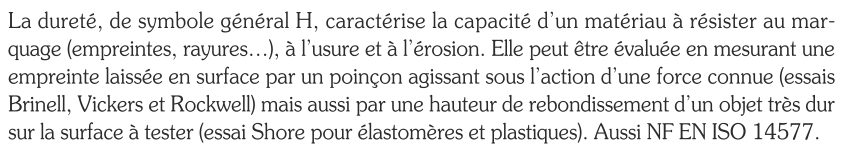 La dureté, de symbole général H, caractérise la capacité d'un matériau à résister au mar-
quage (empreintes, rayures…), à l'usure et à l'érosion. Elle peut être évaluée en mesurant une
empreinte laissée en surface par un poinçon agissant sous l'action d'une force connue (essais
Brinell, Vickers et Rockwell) mais aussi par une hauteur de rebondissement d'un objet très dur
sur la surface à tester (essai Shore pour élastomères et plastiques). Aussi NF EN ISO 14577.